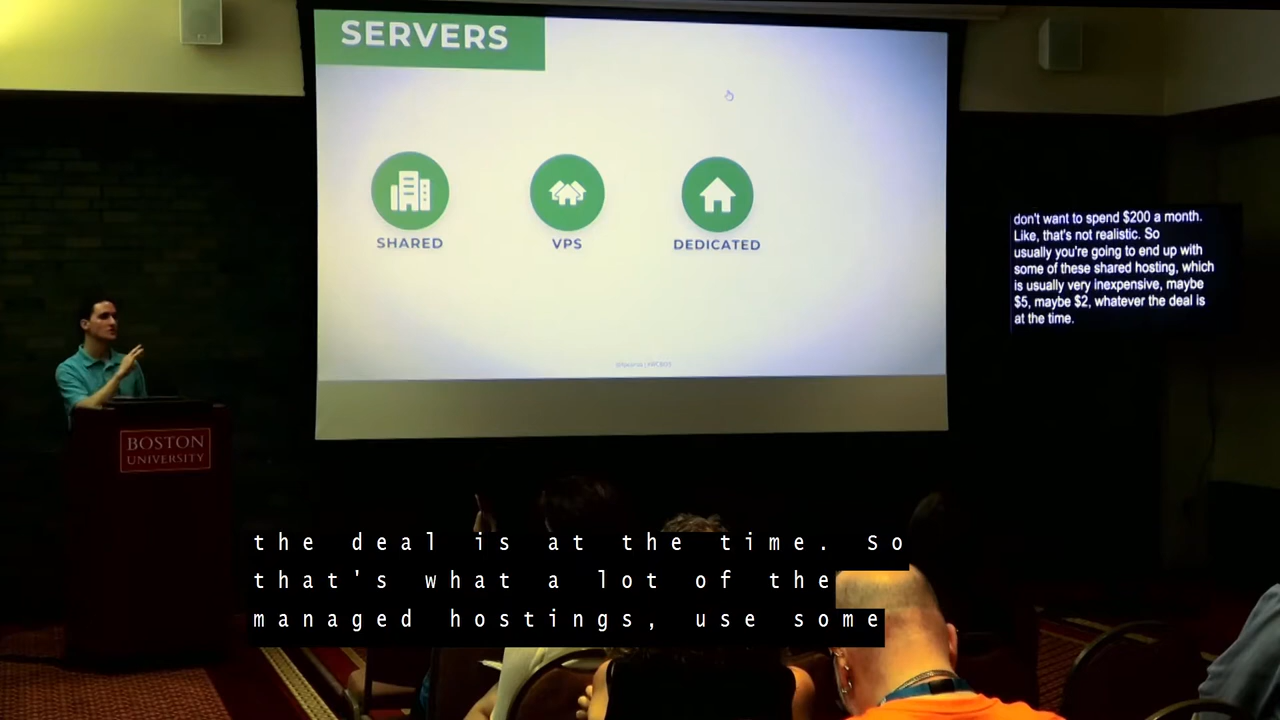 SERVERS
SHARED
VPS
DEDICATED
don't want to spend $200 a month.
Like, that's not realistic. So
usually you're going to end up with
some of these shared hosting, which
is usually very inexpensive, maybe
$5, maybe $2, whatever the deal is
at the time.
BOSTON
UNIVERSITY
the deal is at the time. So
that's what a lot of the
managed hostings, use some